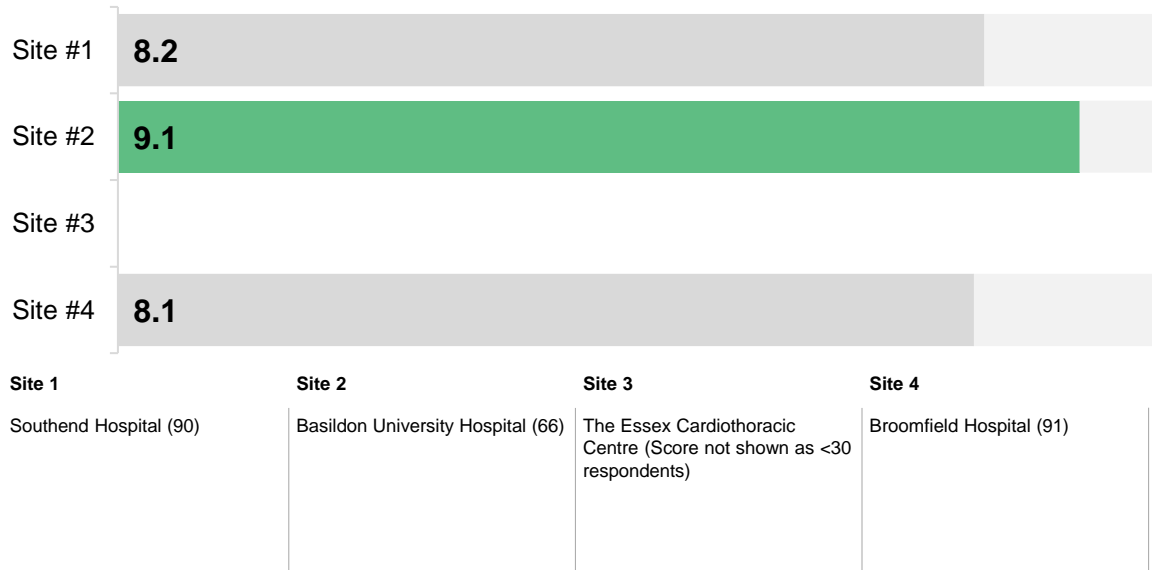 Site #1
8.2
Site #2
9.1
Site #3
Site #4
8.1
Site 1
Site 2
Site 3
Site 4
Southend Hospital (90)
Basildon University Hospital (66)
The Essex Cardiothoracic
Centre (Score not shown as <30
respondents)
Broomfield Hospital (91)